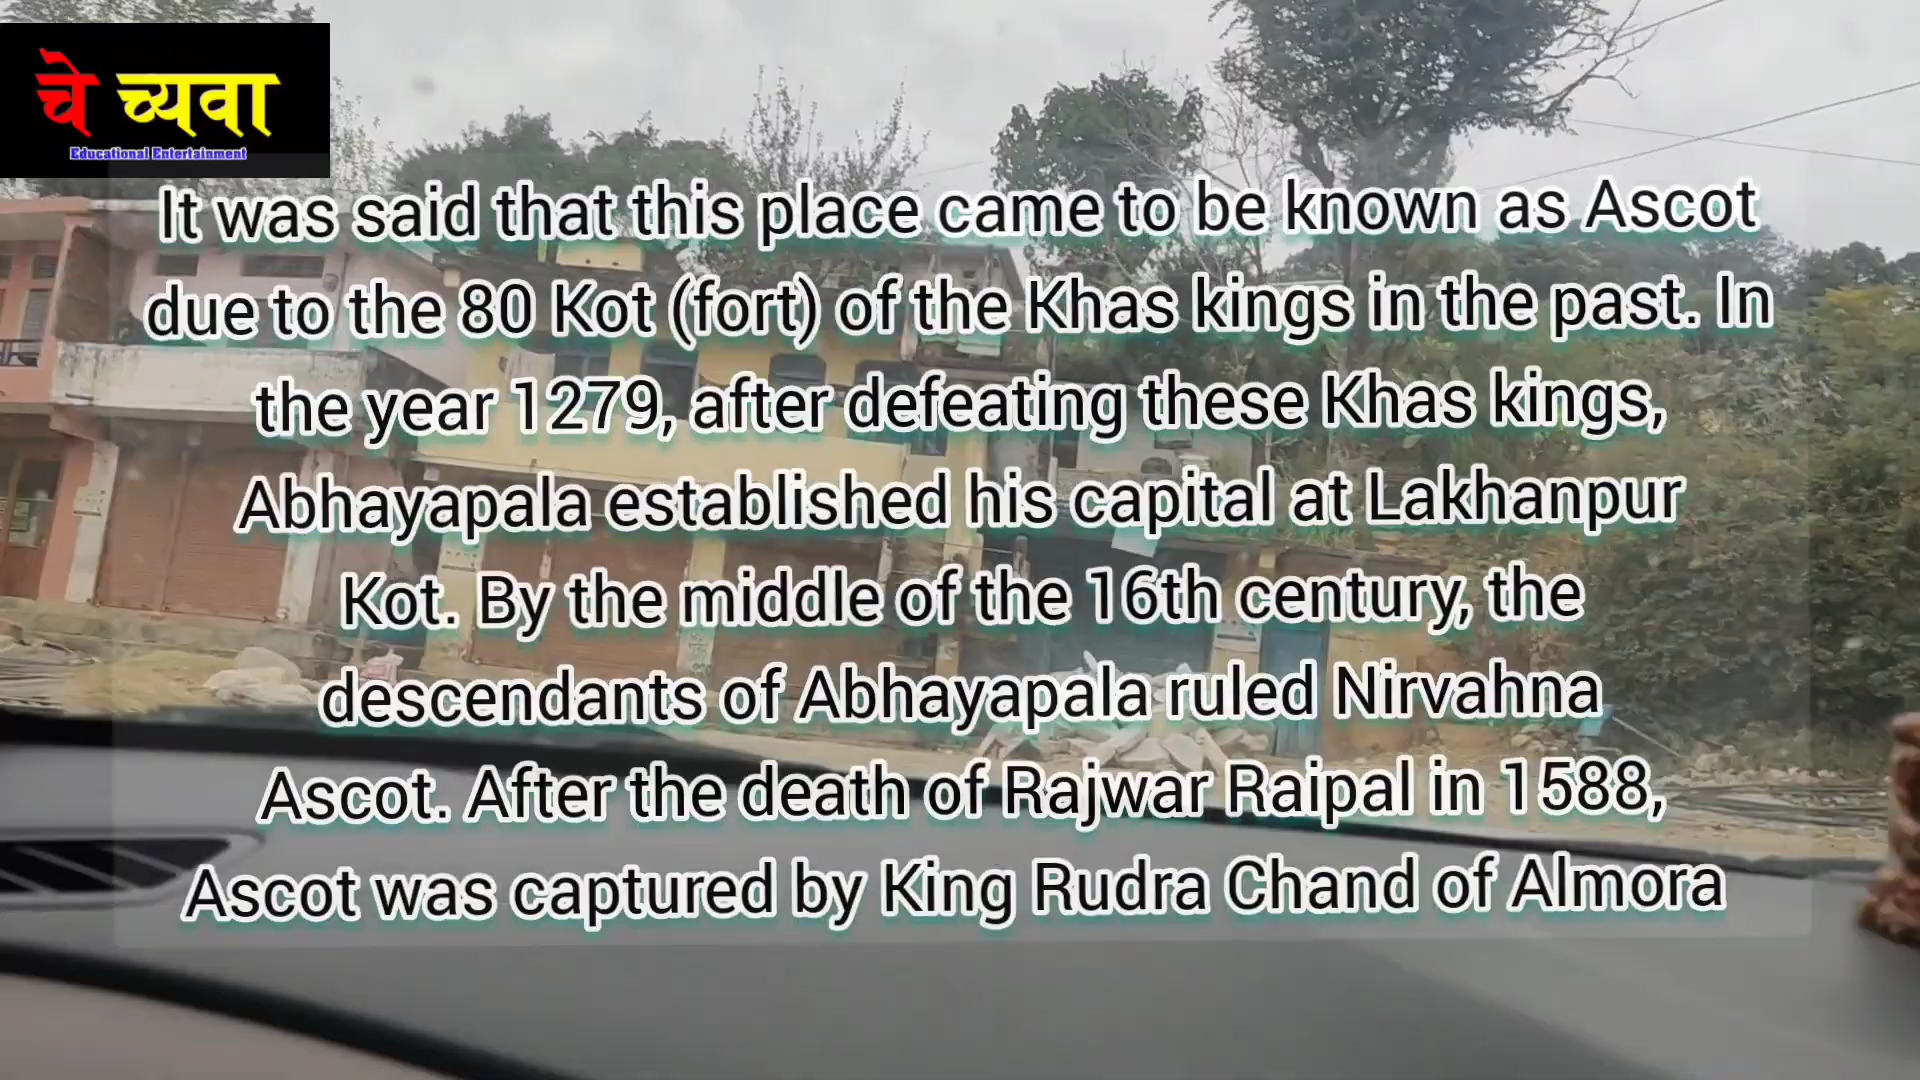 चे च्यवा
Educational Entertainment
It was said that this place came to be known as Ascot
due to the 80 Kot (fort) of the Khas kings in the past. In
the year 1279, after defeating these Khas kings,
Abhayapala established his capital at Lakhanpur
Kot. By the middle of the 16th century, the
descendants of Abhayapala ruled Nirvahna
Ascot. After the death of Rajwar Raipal in 1588,
Ascot was captured by King Rudra Chand of Almora